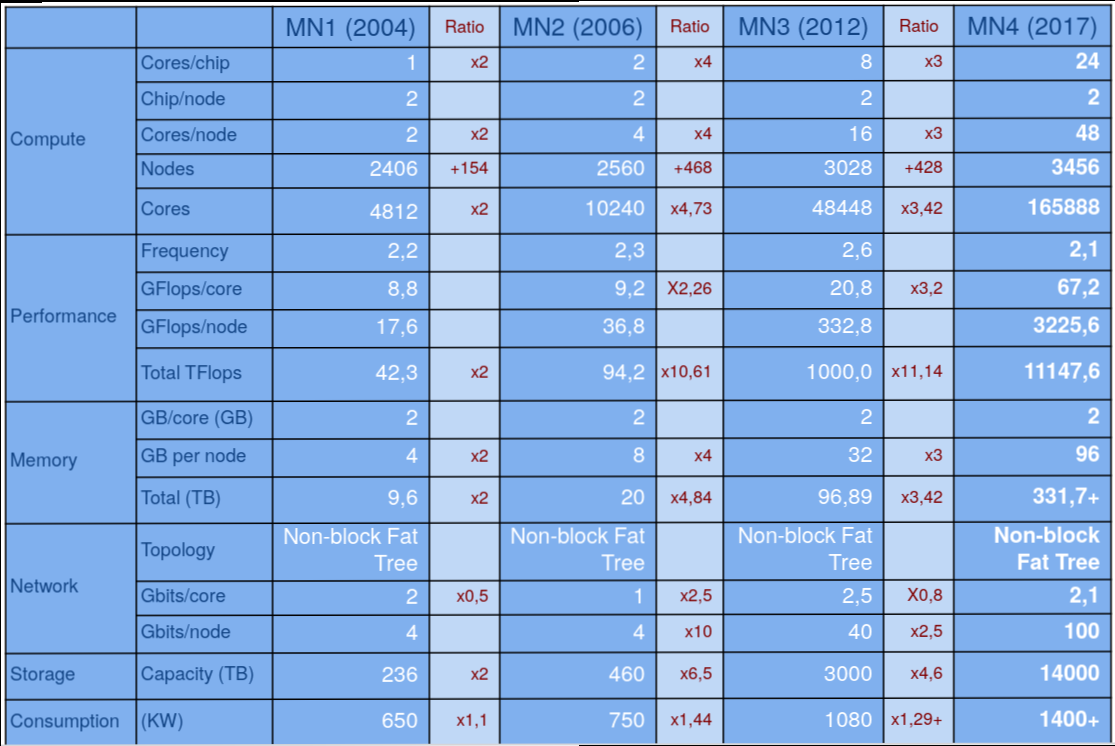 MN1 (2004) Ratio MN2 (2006) Ratio MN3 (2012) Ratio MN4 (2017)
Compute
Cores/chip 1 x2 2 x4 8 x3 24
Chip/node 2 2 2 2
Cores/node 2 x2 4 x4 16 x3 48
Nodes 2406 +154 2560 +468 3028 +428 3456
Cores 4812 x2 10240 x4,73 48448 x3,42 165888
Performance
Frequency 2,2 2,3 2,6 2,1
GFlops/core 8,8 9,2 X2,26 20,8 x3,2 67,2
GFlops/node 17,6 36,8 332,8 3225,6
Total TFlops 42,3 x2 94,2 x10,61 1000,0 x11,14 11147,6
Memory
GB/core (GB) 2 2 2 2
GB per node 4 x2 8 x4 32 x3 96
Total (TB) 9,6 x2 20 x4,84 96,89 x3,42 331,7+
Network
Topology Non-block Fat Non-block Fat Non-block Fat Non-block
Tree Tree Tree Fat Tree
Gbits/core 2 x0,5 1 x2,5 2,5 X0,8 2,1
Gbits/node 4 4 x10 40 x2,5 100
Storage Capacity (TB) 236 x2 460 x6,5 3000 x4,6 14000
Consumption (KW) 650 x1,1 750 x1,44 1080 x1,29+ 1400+